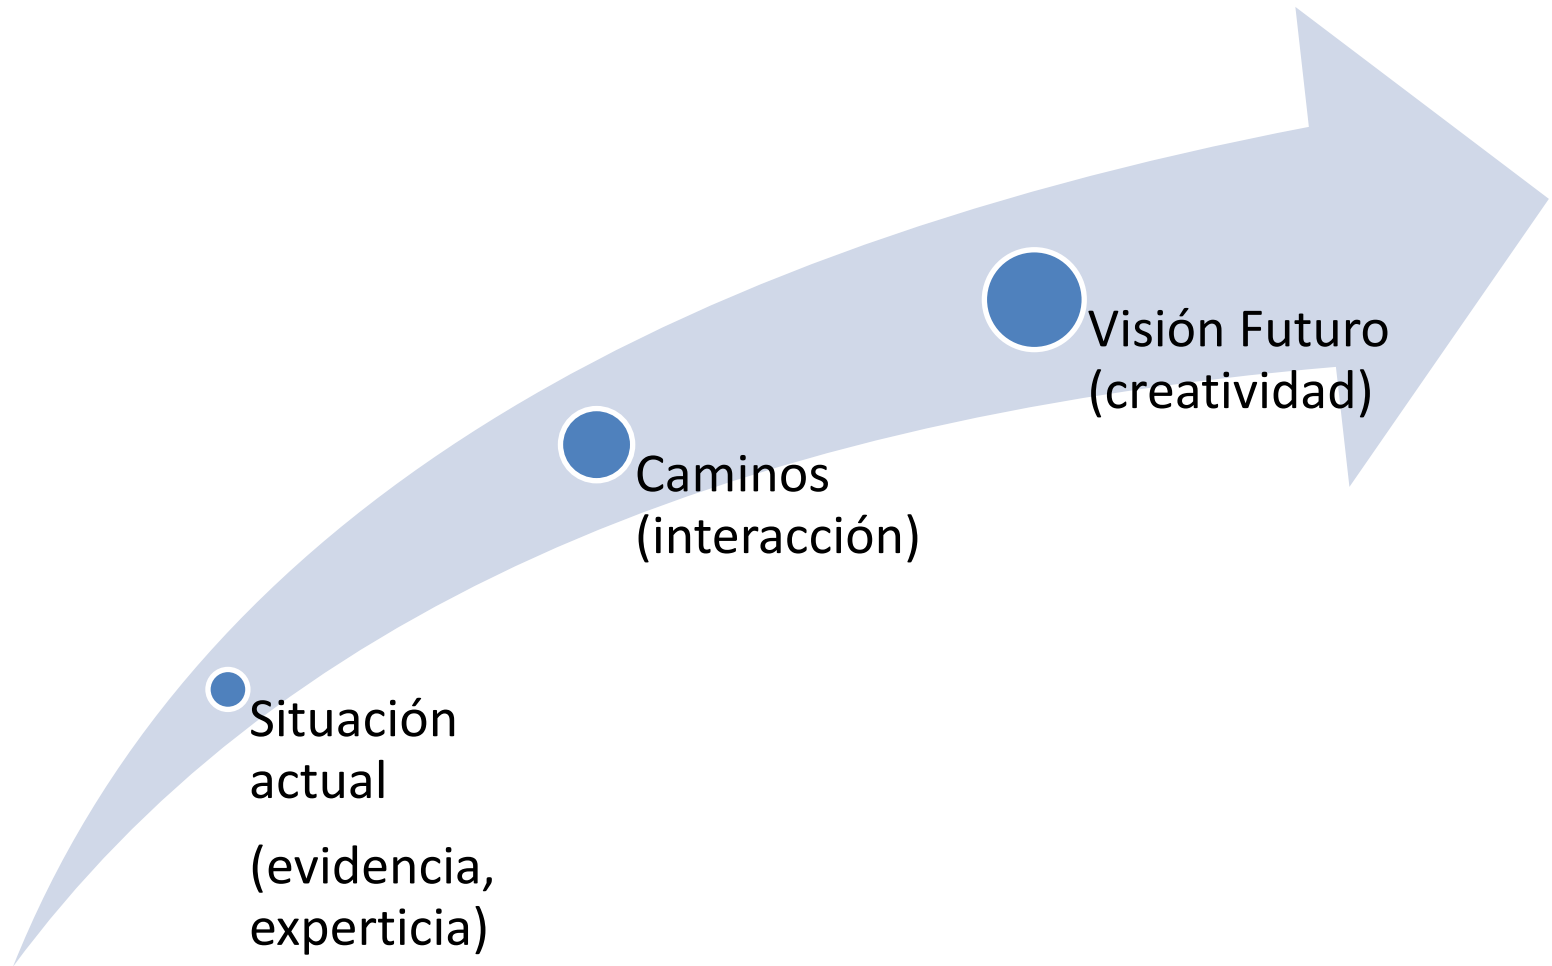 Situación
actual
(evidencia,
experticia)
Caminos
(interacción)
Visión Futuro
(creatividad)